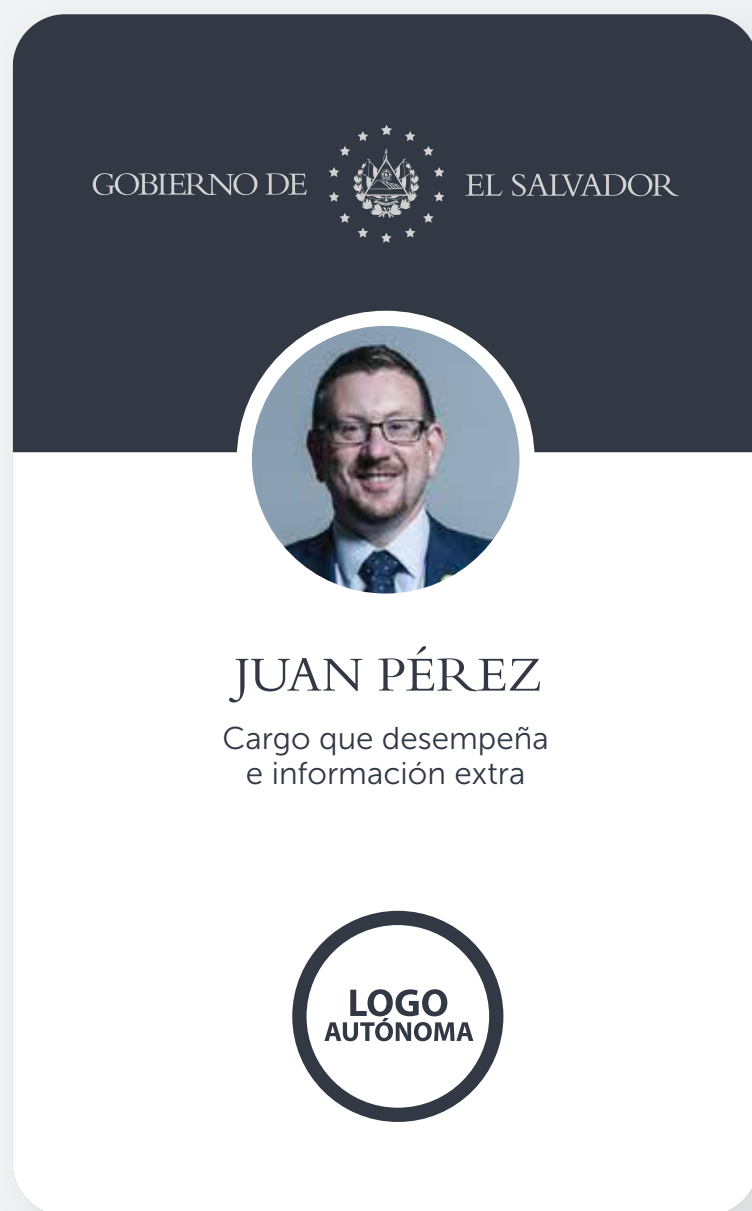 GOBIERNO DE EL SALVADOR
JUAN PÉREZ
Cargo que desempeña
e información extra
LOGO
AUTÓNOMA